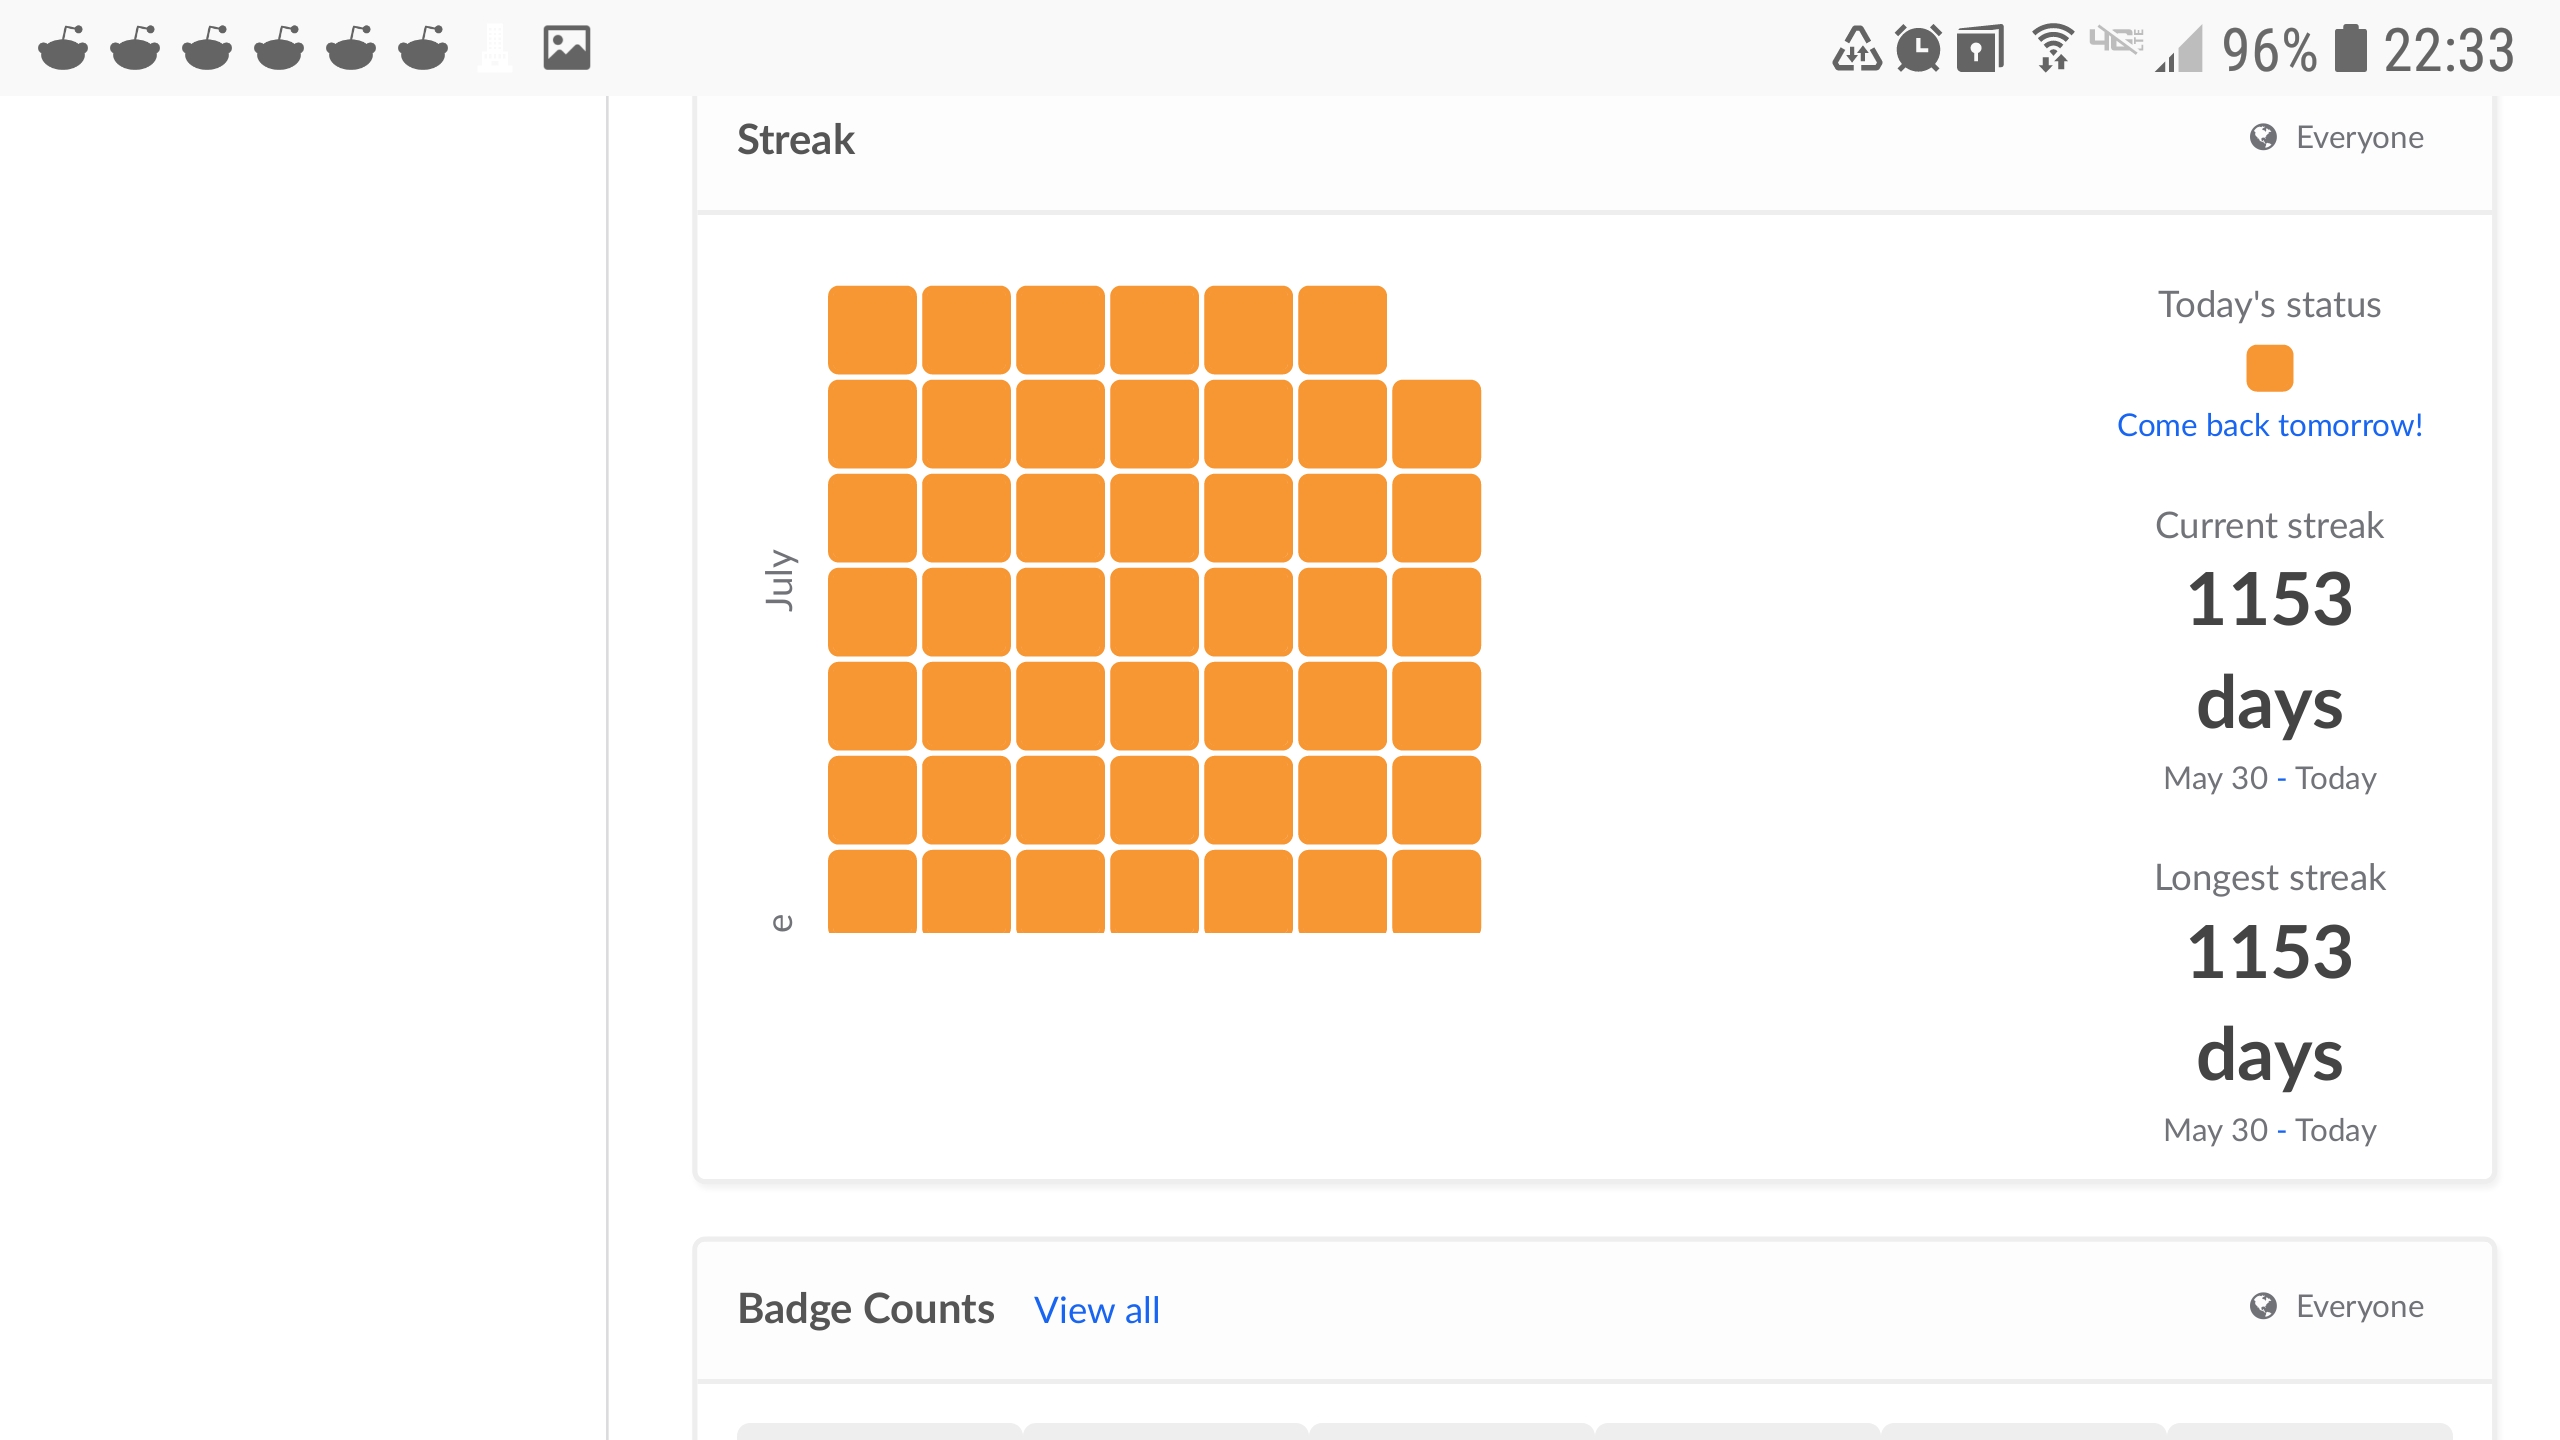 96% 22:33
Streak
Everyone
Today's status
Come back tomorrow!
July
Current streak
1153
days
May 30 - Today
e
Longest streak
1153
days
May 30 - Today
Badge Counts View all
Everyone